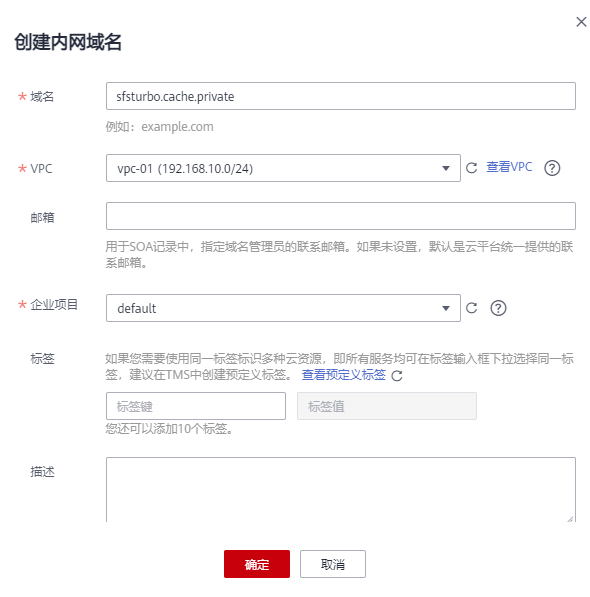 创建内网域名
* 域名
sfsturbo.cache.private
例如：example.com
* VPC
vpc-01 (192.168.10.0/24)
查看VPC
邮箱
用于SOA记录中，指定域名管理员的联系邮箱。如果未设置，默认是云平台统一提供的联
系邮箱。
* 企业项目
default
标签
如果您需要使用同一标签标识多种云资源，即所有服务均可在标签输入框下拉选择同一标
签，建议在TMS中创建预定义标签。 查看预定义标签
标签键
标签值
您还可以添加10个标签。
描述
确定
取消